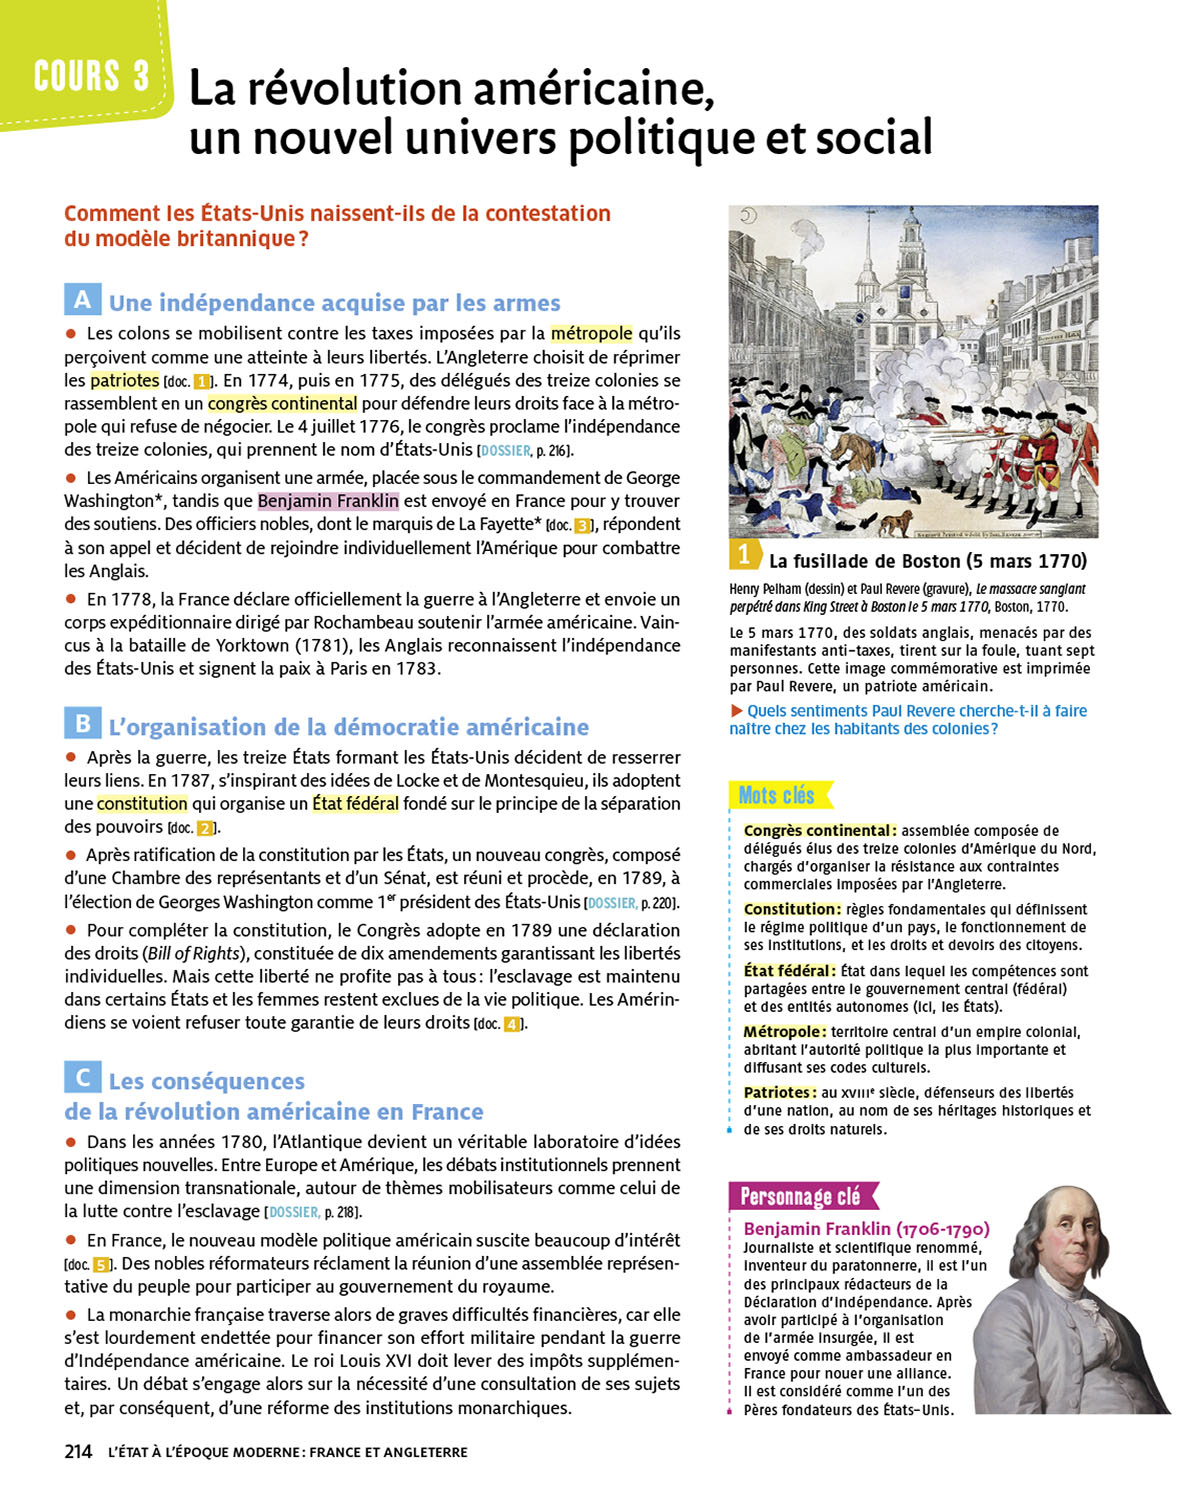 COURS 3
La révolution américaine,
un nouvel univers politique et social
Comment les États-Unis naissent-ils de la contestation
du modèle britannique ?
A Une indépendance acquise par les armes
• Les colons se mobilisent contre les taxes imposées par la métropole qu'ils
perçoivent comme une atteinte à leurs libertés. L'Angleterre choisit de réprimer
les patriotes [doc. 1]. En 1774, puis en 1775, des délégués des treize colonies se
rassemblent en un congrès continental pour défendre leurs droits face à la métro-
pole qui refuse de négocier. Le 4 juillet 1776, le congrès proclame l'indépendance
des treize colonies, qui prennent le nom d'États-Unis [DOSSIER, p. 216].
• Les Américains organisent une armée, placée sous le commandement de George
Washington*, tandis que Benjamin Franklin est envoyé en France pour y trouver
des soutiens. Des officiers nobles, dont le marquis de La Fayette* [doc. 3], répondent
à son appel et décident de rejoindre individuellement l'Amérique pour combattre
les Anglais.
• En 1778, la France déclare officiellement la guerre à l'Angleterre et envoie un
corps expéditionnaire dirigé par Rochambeau soutenir l'armée américaine. Vain-
cus à la bataille de Yorktown (1781), les Anglais reconnaissent l'indépendance
des États-Unis et signent la paix à Paris en 1783.
B L'organisation de la démocratie américaine
• Après la guerre, les treize États formant les États-Unis décident de resserrer
leurs liens. En 1787, s'inspirant des idées de Locke et de Montesquieu, ils adoptent
une constitution qui organise un État fédéral fondé sur le principe de la séparation
des pouvoirs [doc. 2].
• Après ratification de la constitution par les États, un nouveau congrès, composé
d'une Chambre des représentants et d'un Sénat, est réuni et procède, en 1789, à
l'élection de Georges Washington comme 1er président des États-Unis [DOSSIER, p. 220].
• Pour compléter la constitution, le Congrès adopte en 1789 une déclaration
des droits (Bill of Rights), constituée de dix amendements garantissant les libertés
individuelles. Mais cette liberté ne profite pas à tous : l'esclavage est maintenu
dans certains États et les femmes restent exclues de la vie politique. Les Amérin-
diens se voient refuser toute garantie de leurs droits [doc. 4].
C Les conséquences
de la révolution américaine en France
• Dans les années 1780, l'Atlantique devient un véritable laboratoire d'idées
politiques nouvelles. Entre Europe et Amérique, les débats institutionnels prennent
une dimension transnationale, autour de thèmes mobilisateurs comme celui de
la lutte contre l'esclavage [DOSSIER, p. 218].
• En France, le nouveau modèle politique américain suscite beaucoup d'intérêt
[doc. 5]. Des nobles réformateurs réclament la réunion d'une assemblée représen-
tative du peuple pour participer au gouvernement du royaume.
• La monarchie française traverse alors de graves difficultés financières, car elle
s'est lourdement endettée pour financer son effort militaire pendant la guerre
d'Indépendance américaine. Le roi Louis XVI doit lever des impôts supplémen-
taires. Un débat s'engage alors sur la nécessité d'une consultation de ses sujets
et, par conséquent, d'une réforme des institutions monarchiques.
1 La fusillade de Boston (5 mars 1770)
Henry Pelham (dessin) et Paul Revere (gravure), Le massacre sanglant
perpétré dans King Street à Boston le 5 mars 1770, Boston, 1770.
Le 5 mars 1770, des soldats anglais, menacés par des
manifestants anti-taxes, tirent sur la foule, tuant sept
personnes. Cette image commémorative est imprimée
par Paul Revere, un patriote américain.
▶ Quels sentiments Paul Revere cherche-t-il à faire
naître chez les habitants des colonies ?
Mots clés
Congrès continental : assemblée composée de
délégués élus des treize colonies d'Amérique du Nord,
chargés d'organiser la résistance aux contraintes
commerciales imposées par l'Angleterre.
Constitution : règles fondamentales qui définissent
le régime politique d'un pays, le fonctionnement de
ses institutions, et les droits et devoirs des citoyens.
État fédéral : État dans lequel les compétences sont
partagées entre le gouvernement central (fédéral)
et des entités autonomes (ici, les États).
Métropole : territoire central d'un empire colonial,
abritant l'autorité politique la plus importante et
diffusant ses codes culturels.
Patriotes : au XVIIIe siècle, défenseurs des libertés
d'une nation, au nom de ses héritages historiques et
de ses droits naturels.
Personnage clé
Benjamin Franklin (1706-1790)
Journaliste et scientifique renommé,
inventeur du paratonnerre, il est l'un
des principaux rédacteurs de la
Déclaration d'Indépendance. Après
avoir participé à l'organisation
de l'armée insurgée, il est
envoyé comme ambassadeur en
France pour nouer une alliance.
Il est considéré comme l'un des
Pères fondateurs des États-Unis.
214 L'ÉTAT À L'ÉPOQUE MODERNE : FRANCE ET ANGLETERRE